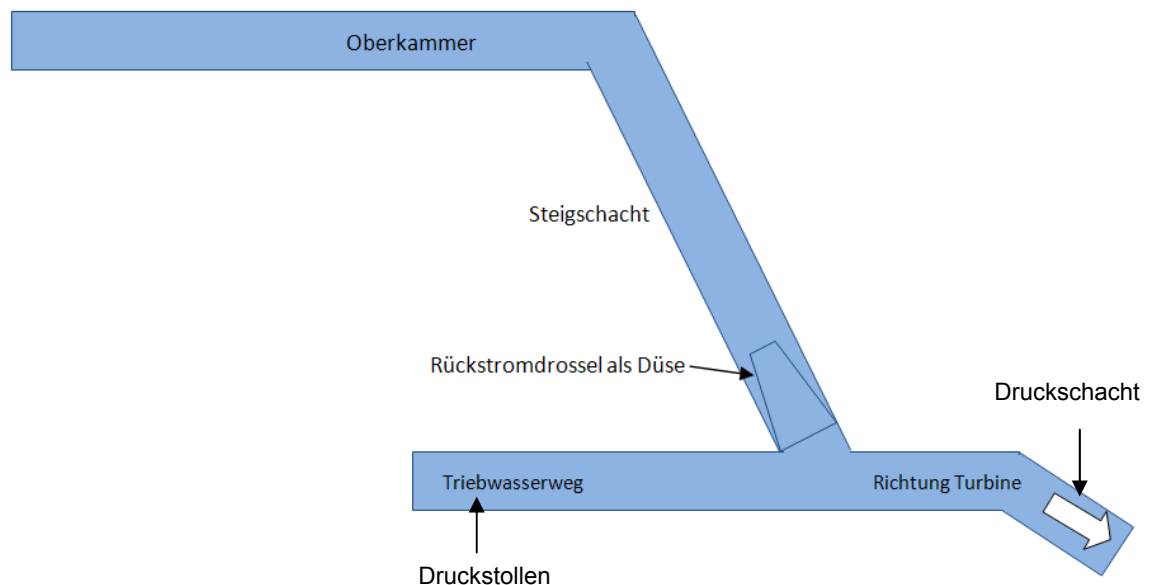 Oberkammer
Steigschacht
Rückstromdrossel als Düse
Druckschacht
Triebwasserweg
Richtung Turbine
Druckstollen